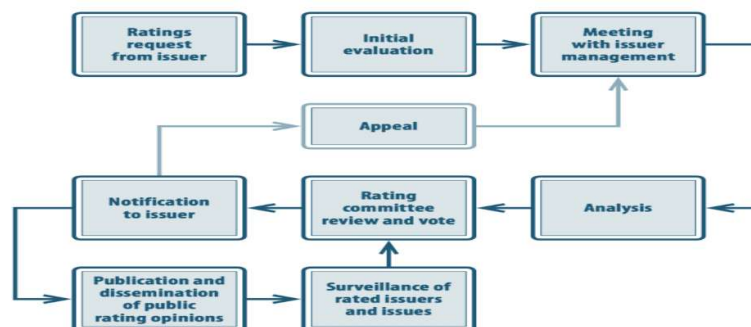 Ratings
request
from issuer
Initial
evaluation
Meeting
with issuer
management
Appeal
Notification
to issuer
Rating
committee
review and vote
Analysis
Publication and
dissemination
of public
rating opinions
Surveillance of
rated issuers
and issues